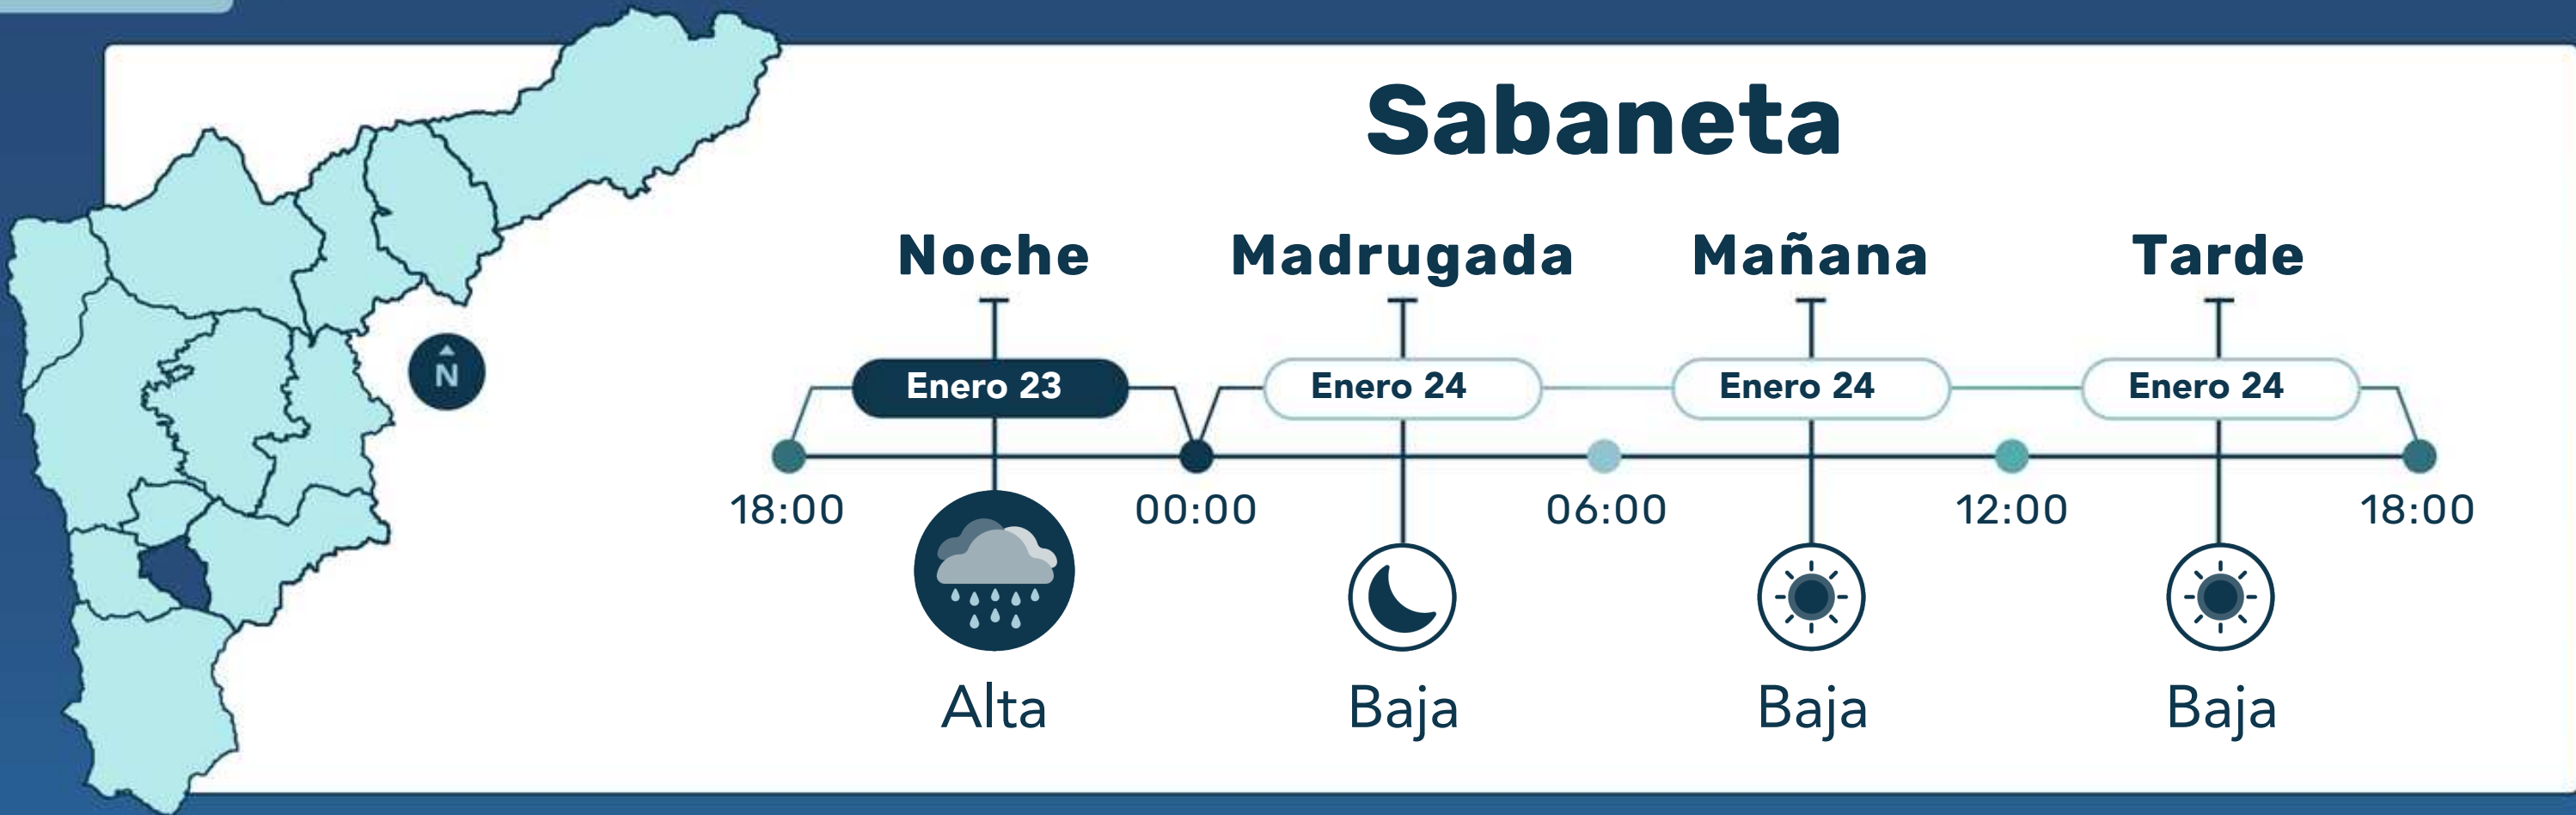 Sabaneta
Noche Madrugada Mañana Tarde
N
Enero 23 Enero 24 Enero 24 Enero 24
18:00 00:00 06:00 12:00 18:00
Alta Baja Baja Baja